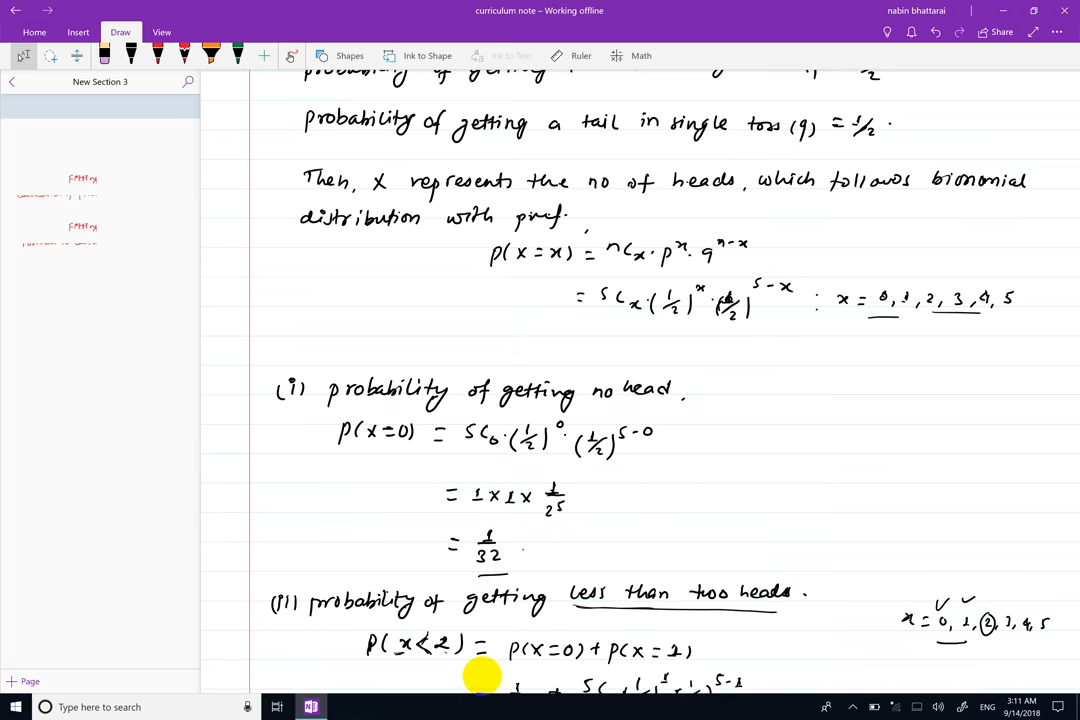 curriculum note – Working offline
nabin bhattarai
Home Insert Draw View
Share
Shapes Ink to Shape Ink to Text Ruler Math
New Section 3
probability of getting
probability of getting a tail in single toss (q) = 1/2.
Then, X represents the no of heads, which follows bionomial
distribution with pmf.
P(X=x) = nCx · p^x · q^n-x
= 5Cx · (1/2)^x · (1/2)^5-x : x = 0, 1, 2, 3, 4, 5
(i) probability of getting no head.
P(X=0) = 5C0 · (1/2)^0 · (1/2)^5-0
= 1 x 1 x 1/2^5
= 1/32
(ii) probability of getting less than two heads.
x = 0, 1, 2, 3, 4, 5
P(x<2) = P(X=0) + P(X=1)
Page
Type here to search
ENG
3:11 AM
9/14/2018